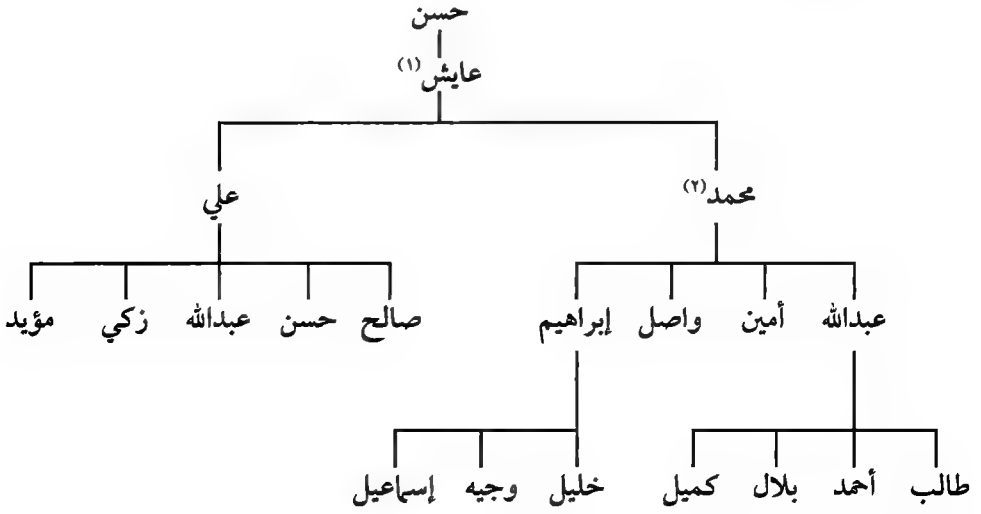 حسن
عايش (١)
محمد (٢) علي
عبدالله أمين واصل إبراهيم صالح حسن عبدالله زكي مؤيد
طالب أحمد بلال كميل خليل وجيه إسماعيل